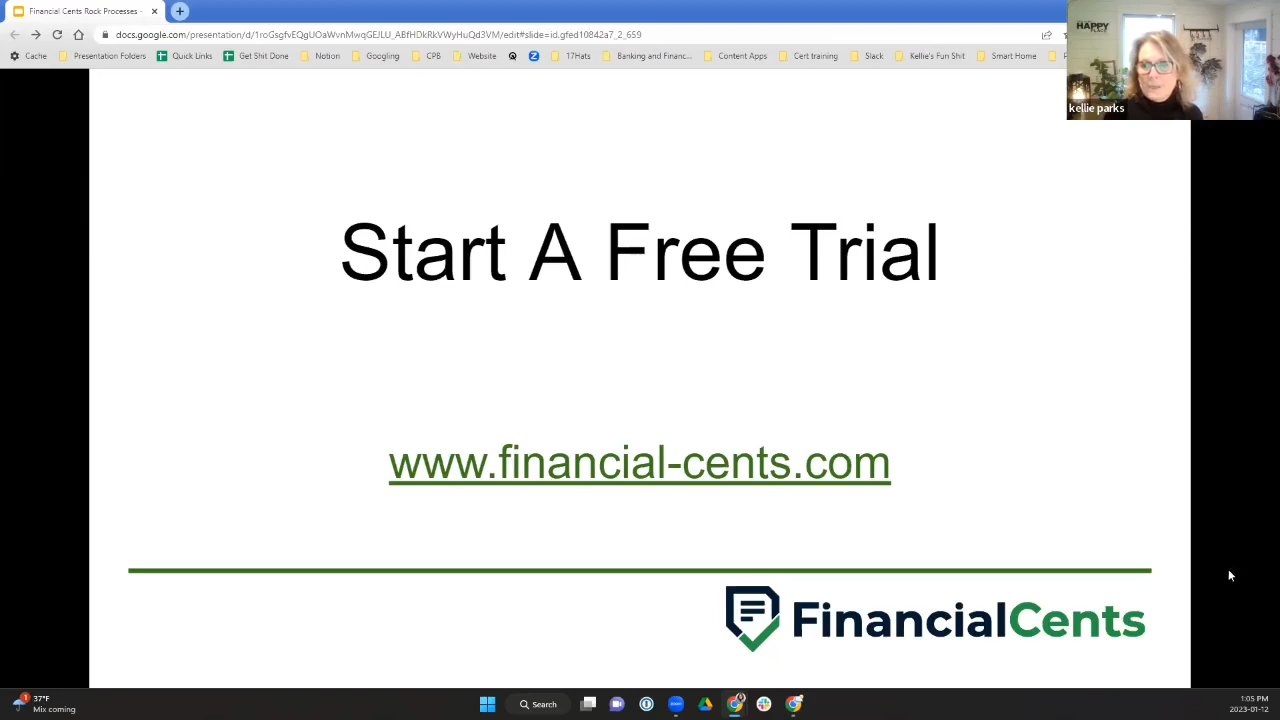 Financial Cents Rock Processes -
docs.google.com/presentation/d/1roGsgfvEQgUOaWvnMwqGEHJ_ABfHDkRkVWyHuQd3VM/edit#slide=id.gfed10842a7_2_659
Cache Presentation Folders Quick Links Get Shit Done Notion Googling CPB Website 17Hats Banking and Financ... Content Apps Cert training Slack Kellie's Fun Shit Smart Home
HAPPY
kellie parks
Start A Free Trial
www.financial-cents.com
FinancialCents
1
37°F
Mix coming
Search
zoom
1:05 PM
2023-01-12